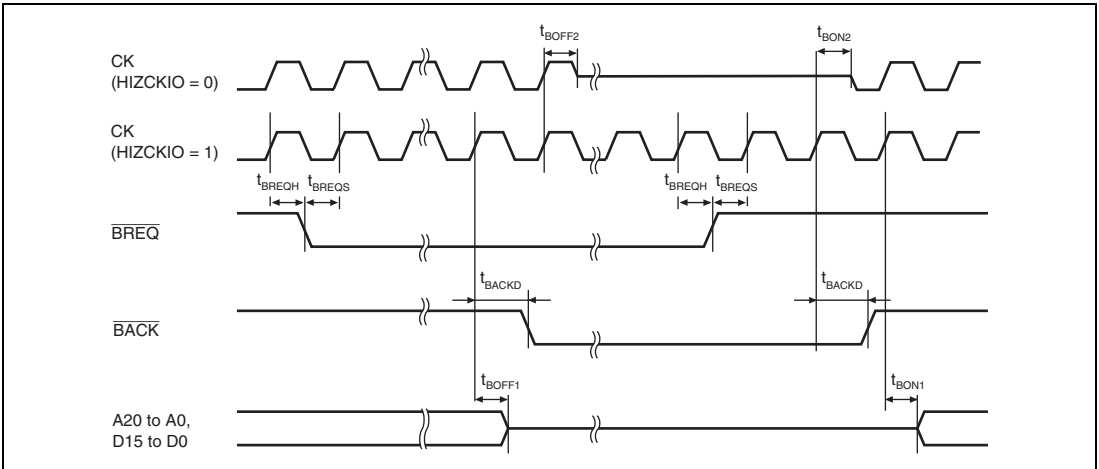 tBOFF2
tBON2
CK
(HIZCKIO = 0)
CK
(HIZCKIO = 1)
tBREQH
tBREQS
tBREQH
tBREQS
BREQ
tBACKD
tBACKD
BACK
tBOFF1
tBON1
A20 to A0,
D15 to D0